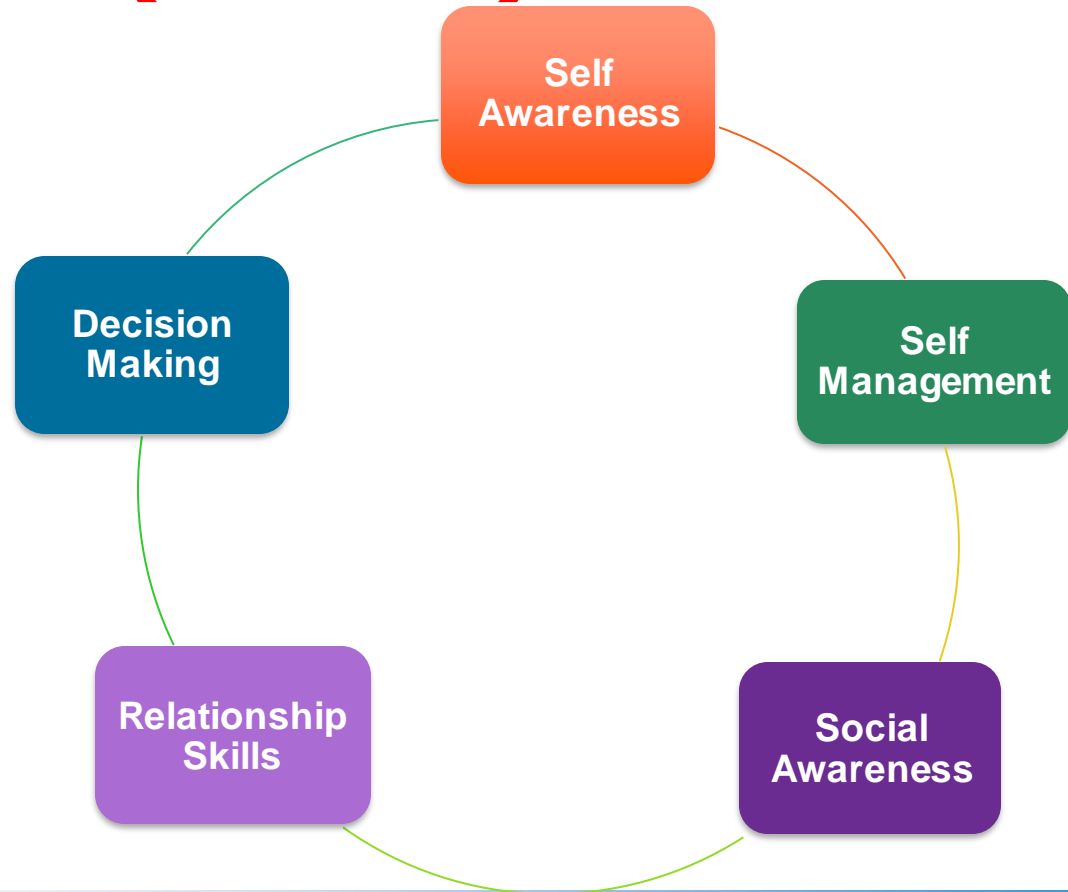 Self
Awareness
Self
Management
Social
Awareness
Relationship
Skills
Decision
Making